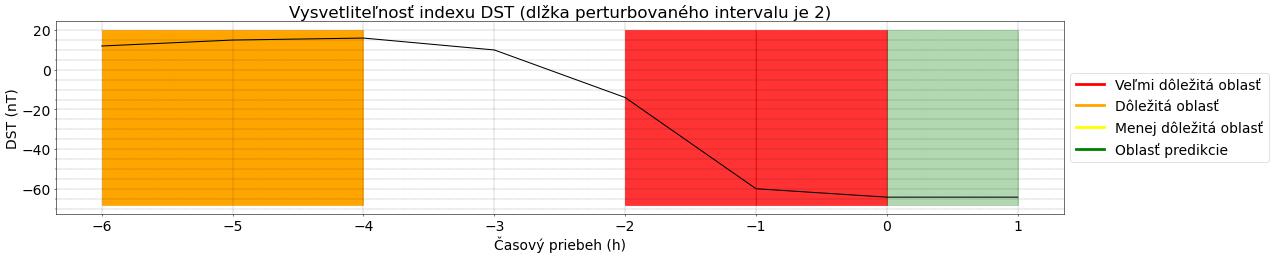 Vysvetliteľnosť indexu DST (dĺžka perturbovaného intervalu je 2)
DST (nT)
20
0
−20
−40
−60
−6
−5
−4
−3
−2
−1
0
1
Časový priebeh (h)
Veľmi dôležitá oblasť
Dôležitá oblasť
Menej dôležitá oblasť
Oblasť predikcie